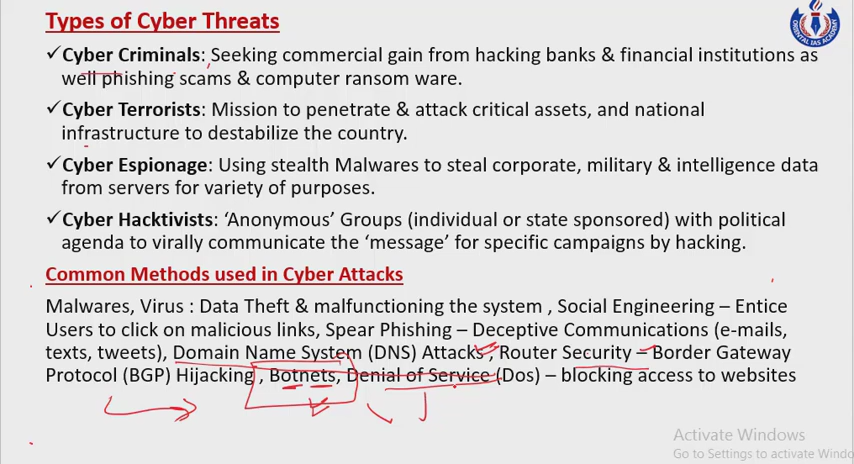 Types of Cyber Threats
ORIENTAL IAS ACADEMY
✓Cyber Criminals: Seeking commercial gain from hacking banks & financial institutions as
well phishing scams & computer ransom ware.
✓Cyber Terrorists: Mission to penetrate & attack critical assets, and national
infrastructure to destabilize the country.
✓Cyber Espionage: Using stealth Malwares to steal corporate, military & intelligence data
from servers for variety of purposes.
✓Cyber Hacktivists: ‘Anonymous’ Groups (individual or state sponsored) with political
agenda to virally communicate the ‘message’ for specific campaigns by hacking.
Common Methods used in Cyber Attacks
Malwares, Virus : Data Theft & malfunctioning the system , Social Engineering – Entice
Users to click on malicious links, Spear Phishing – Deceptive Communications (e-mails,
texts, tweets), Domain Name System (DNS) Attacks , Router Security – Border Gateway
Protocol (BGP) Hijacking , Botnets, Denial of Service (Dos) – blocking access to websites
Activate Windows
Go to Settings to activate Windo